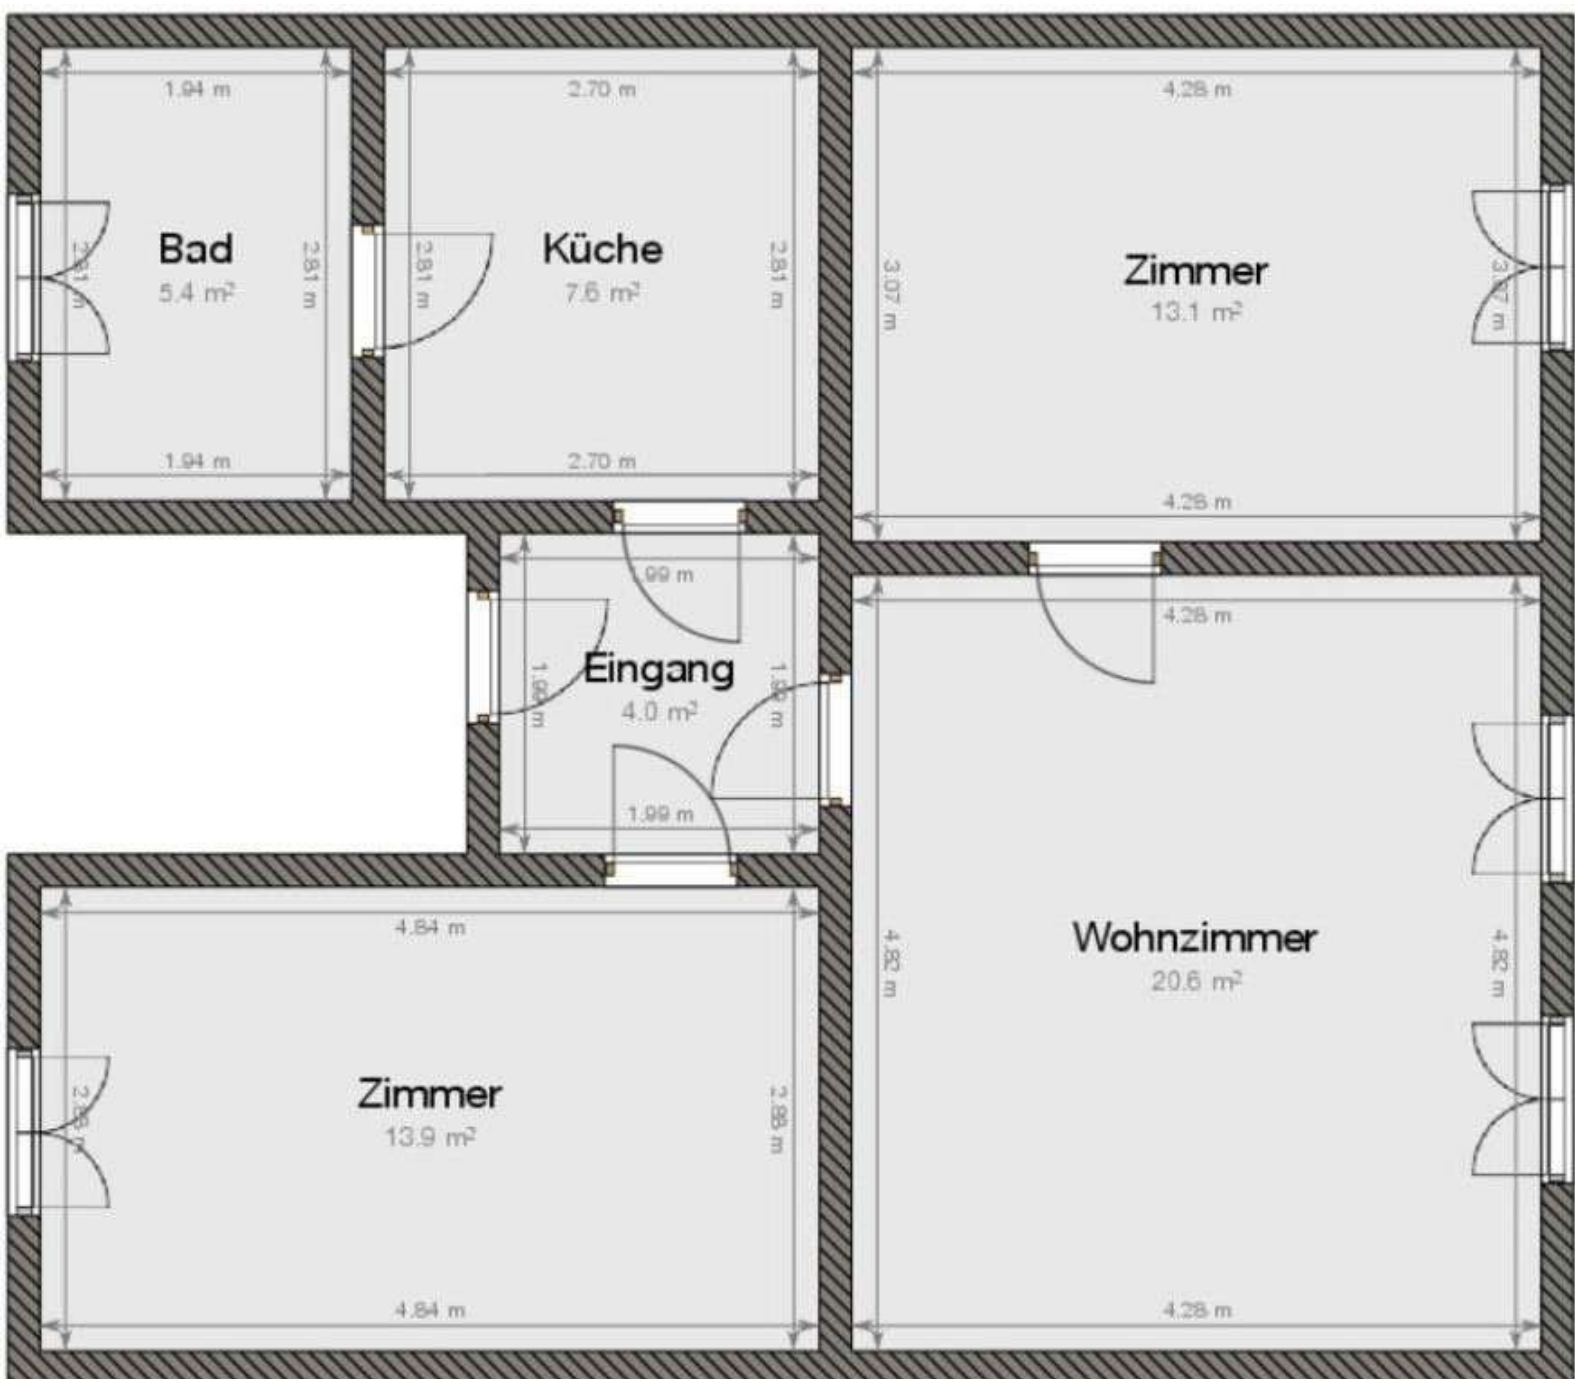 1.94 m
2.70 m
4.28 m
Bad
5.4 m²
2.81 m
2.81 m
Küche
7.6 m²
2.81 m
Zimmer
13.1 m²
3.07 m
1.94 m
2.70 m
4.28 m
1.99 m
4.28 m
Eingang
4.0 m²
1.99 m
4.84 m
Wohnzimmer
20.6 m²
4.82 m
4.82 m
Zimmer
13.9 m²
2.88 m
4.84 m
4.28 m